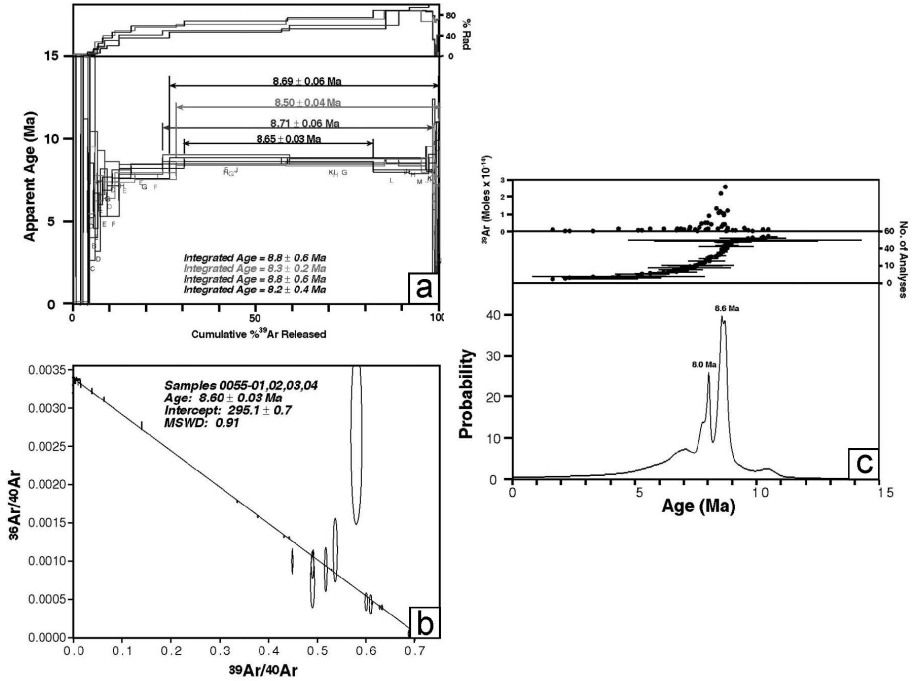 % Rad
80
40
0
Apparent Age (Ma)
15
10
5
0
8.69 ± 0.06 Ma
8.50 ± 0.04 Ma
8.71 ± 0.06 Ma
8.65 ± 0.03 Ma
Integrated Age = 8.8 ± 0.6 Ma
Integrated Age = 8.3 ± 0.2 Ma
Integrated Age = 8.8 ± 0.6 Ma
Integrated Age = 8.2 ± 0.4 Ma
a
0 50 100
Cumulative %³⁹Ar Released
³⁶Ar/⁴⁰Ar
0.0035
0.0030
0.0025
0.0020
0.0015
0.0010
0.0005
0.0000
Samples 0055-01,02,03,04
Age: 8.60 ± 0.03 Ma
Intercept: 295.1 ± 0.7
MSWD: 0.91
b
0.0 0.1 0.2 0.3 0.4 0.5 0.6 0.7
³⁹Ar/⁴⁰Ar
³⁹Ar (Moles x 10⁻¹⁴)
3
2
1
0
No. of Analyses
60
40
10
0
Probability
40
30
20
10
0
8.6 Ma
8.0 Ma
c
0 5 10 15
Age (Ma)